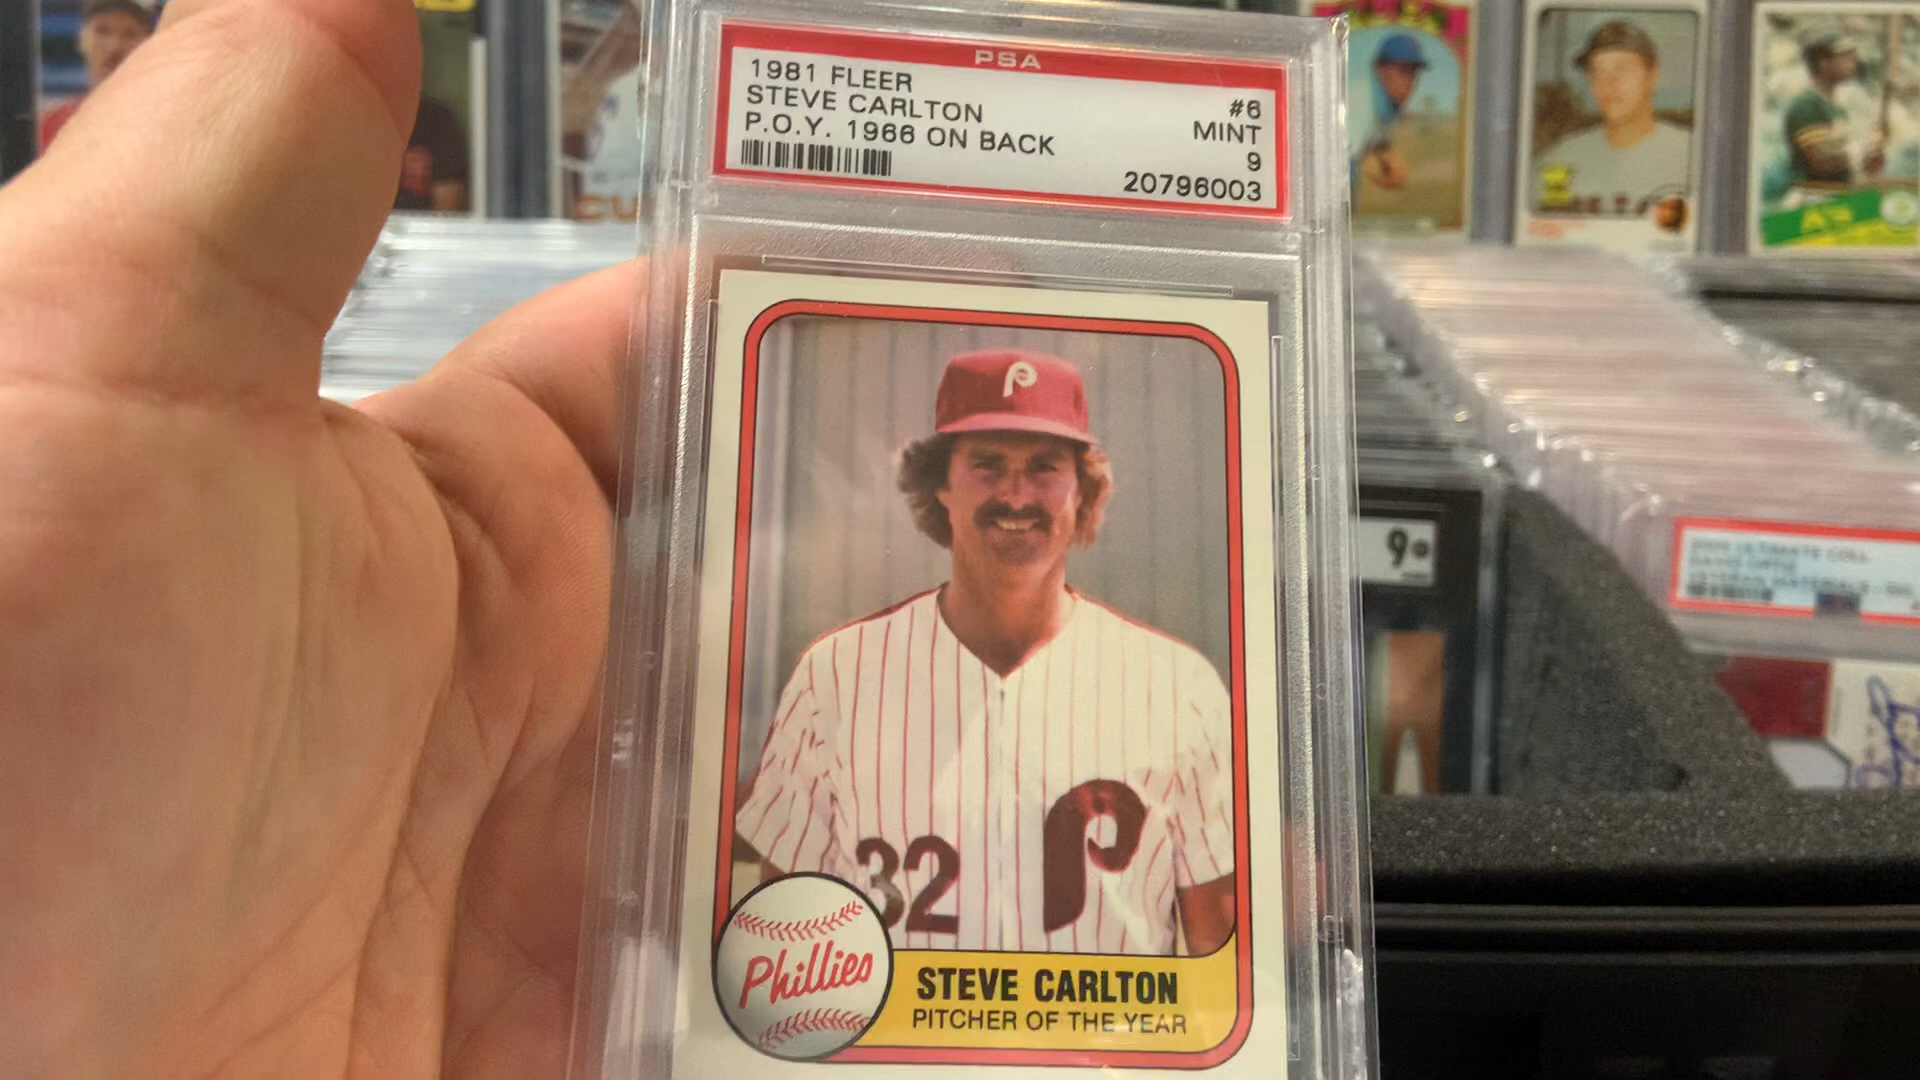 PSA
1981 FLEER
STEVE CARLTON
P.O.Y. 1966 ON BACK
#6
MINT
9
20796003
P
32
P
Phillies
STEVE CARLTON
PITCHER OF THE YEAR
9
A's